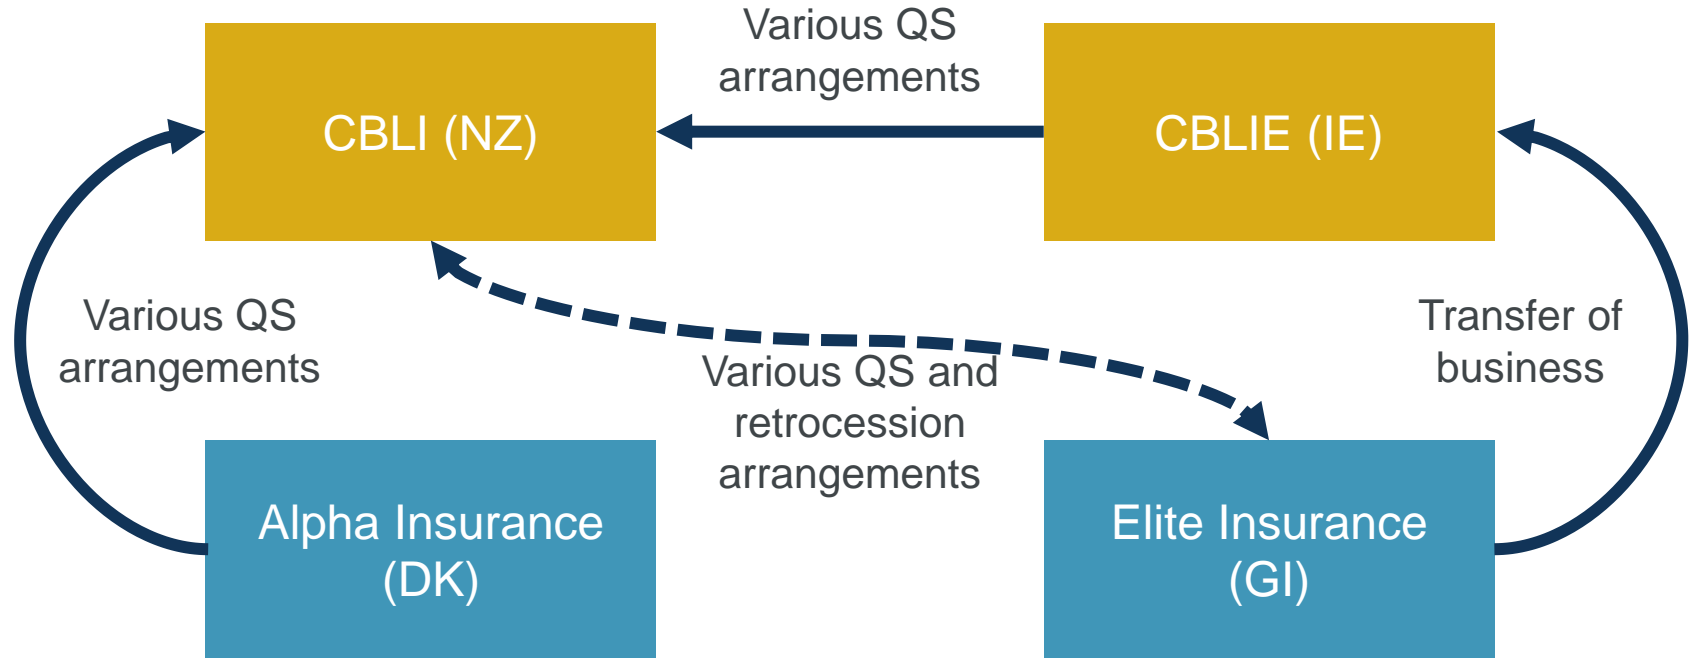 Various QS
arrangements
CBLI (NZ)
CBLIE (IE)
Various QS
arrangements
Transfer of
business
Various QS and
retrocession
arrangements
Alpha Insurance
(DK)
Elite Insurance
(GI)